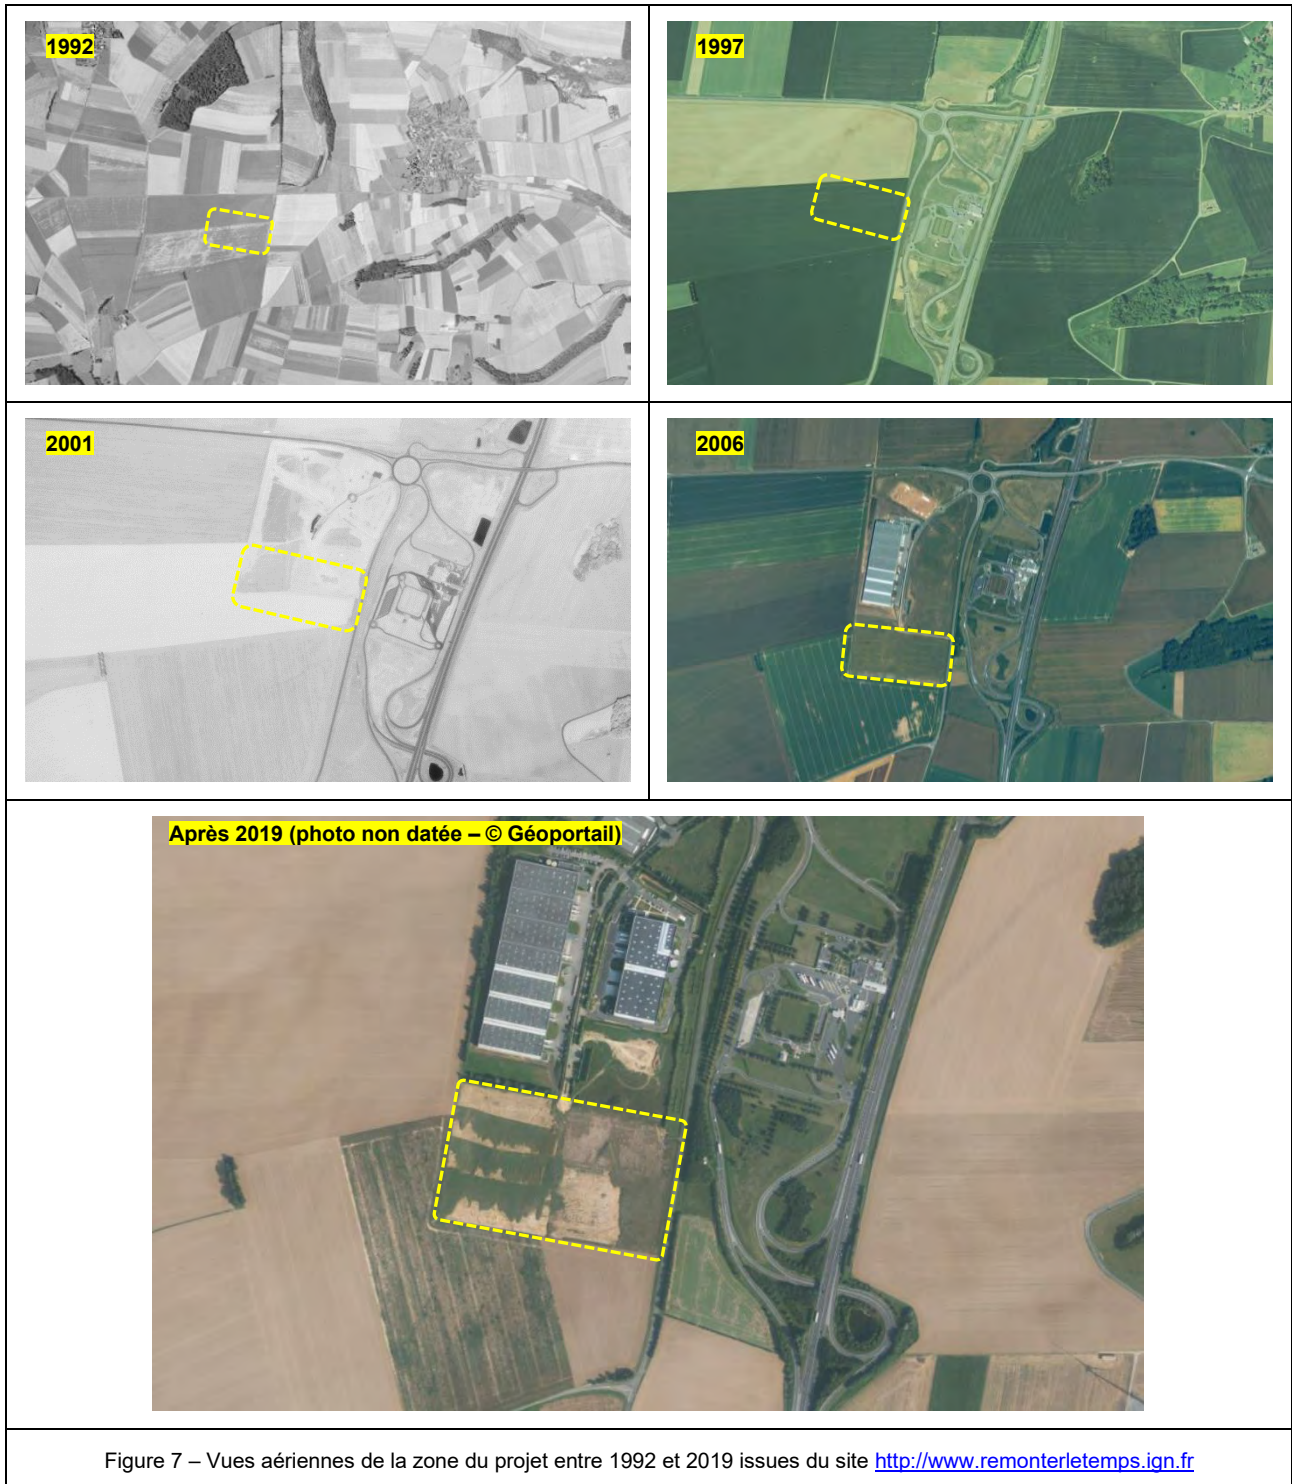 1992
1997
2001
2006
Après 2019 (photo non datée – © Géoportail)
Figure 7 – Vues aériennes de la zone du projet entre 1992 et 2019 issues du site http://www.remonterletemps.ign.fr